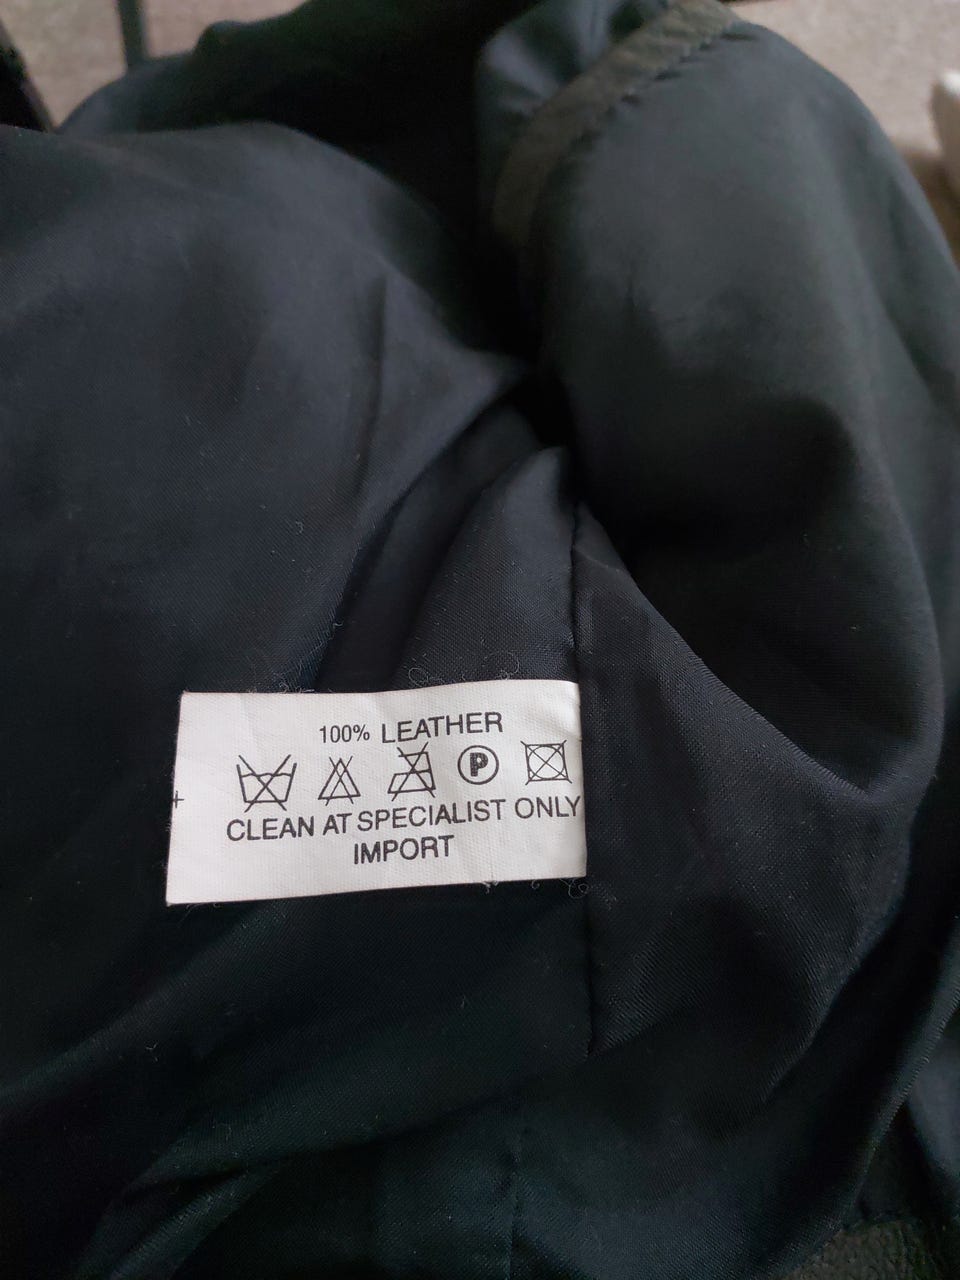 100% LEATHER
P
CLEAN AT SPECIALIST ONLY
IMPORT